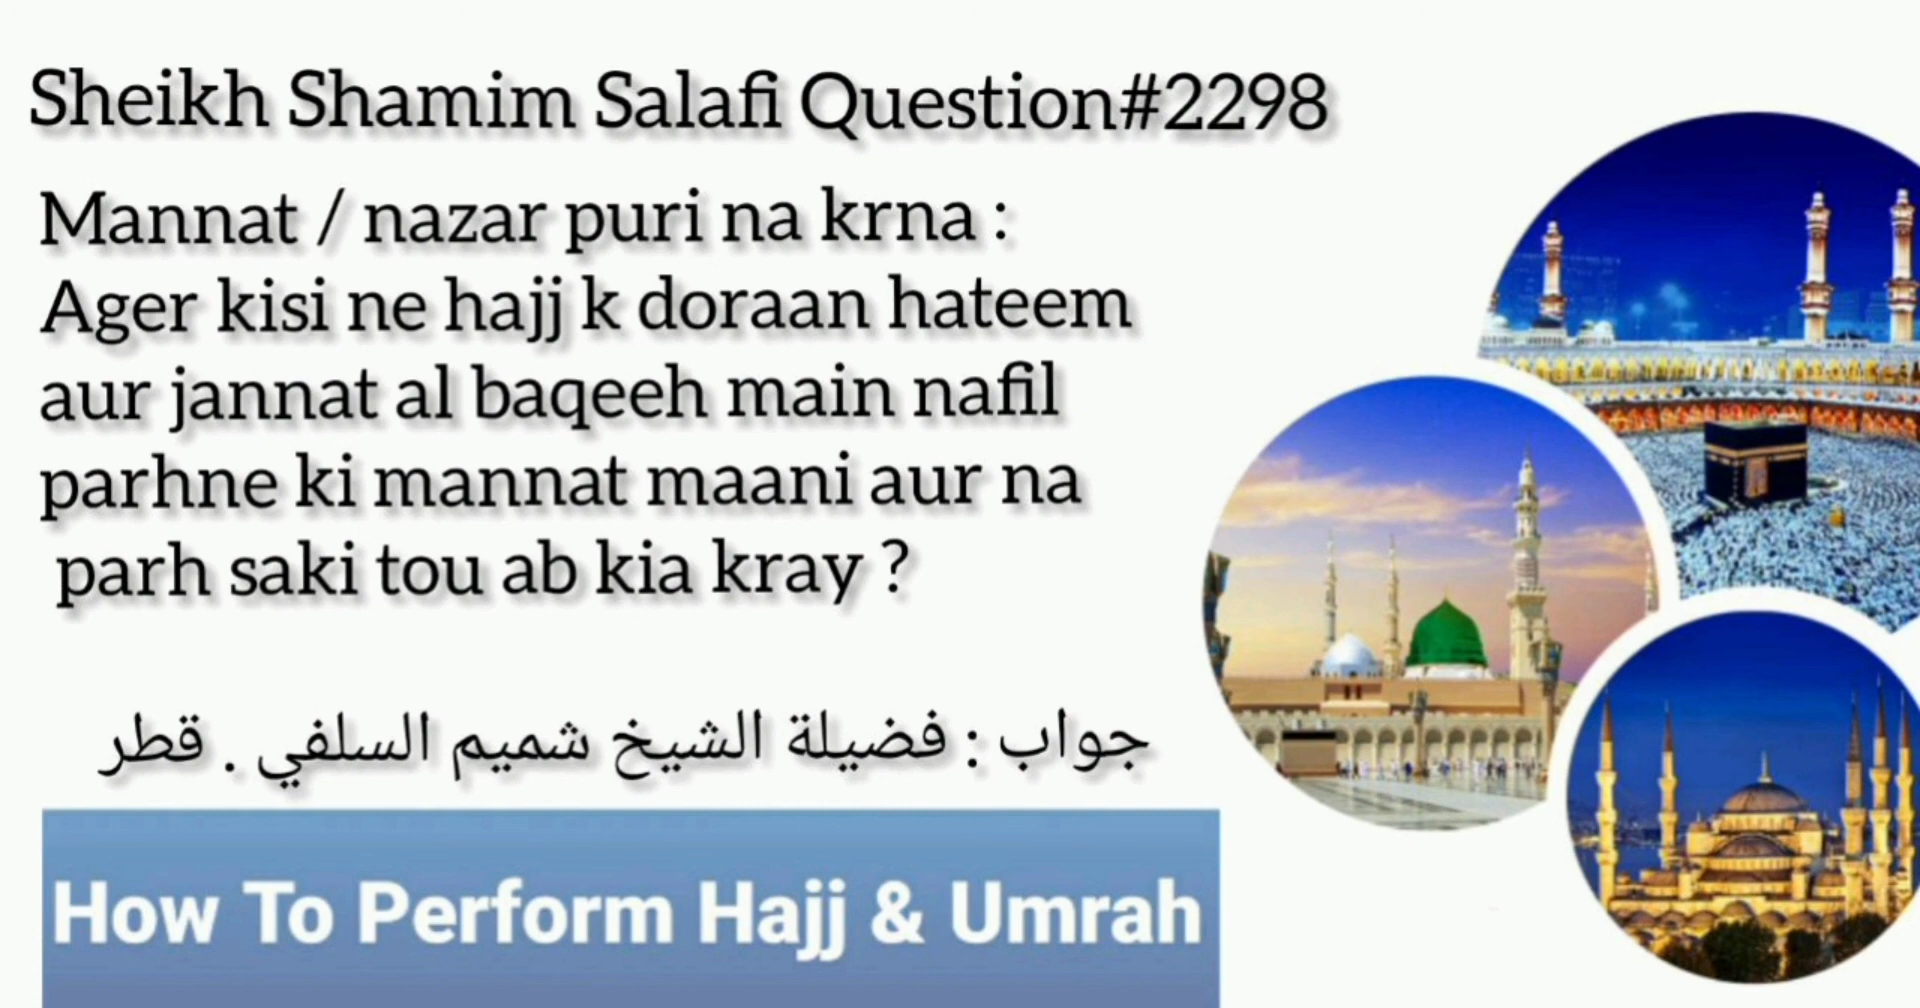 Sheikh Shamim Salafi Question#2298
Mannat / nazar puri na krna :
Ager kisi ne hajj k doraan hateem
aur jannat al baqeeh main nafil
parhne ki mannat maani aur na
parh saki tou ab kia kray ?
جواب : فضيلة الشيخ شميم السلفي . قطر
How To Perform Hajj & Umrah